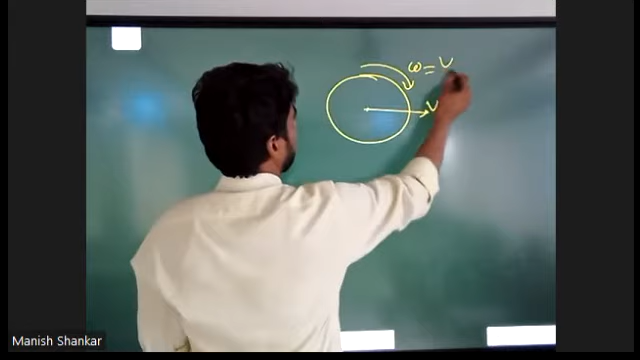 ω = v
v
Manish Shankar